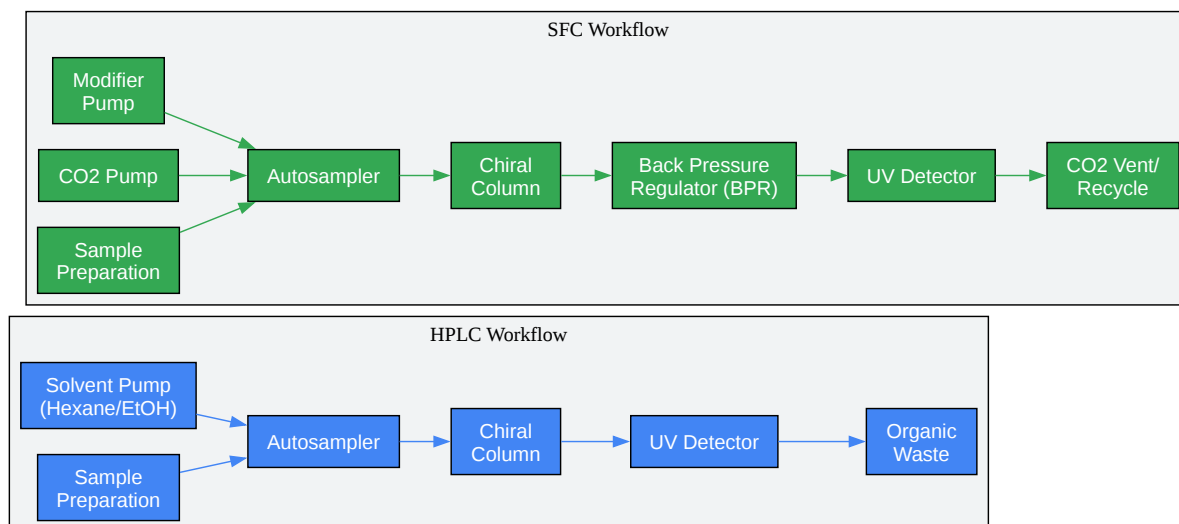 SFC Workflow
Modifier
Pump
CO2 Pump
Sample
Preparation
Autosampler
Chiral
Column
Back Pressure
Regulator (BPR)
UV Detector
CO2 Vent/
Recycle
HPLC Workflow
Solvent Pump
(Hexane/EtOH)
Sample
Preparation
Autosampler
Chiral
Column
UV Detector
Organic
Waste